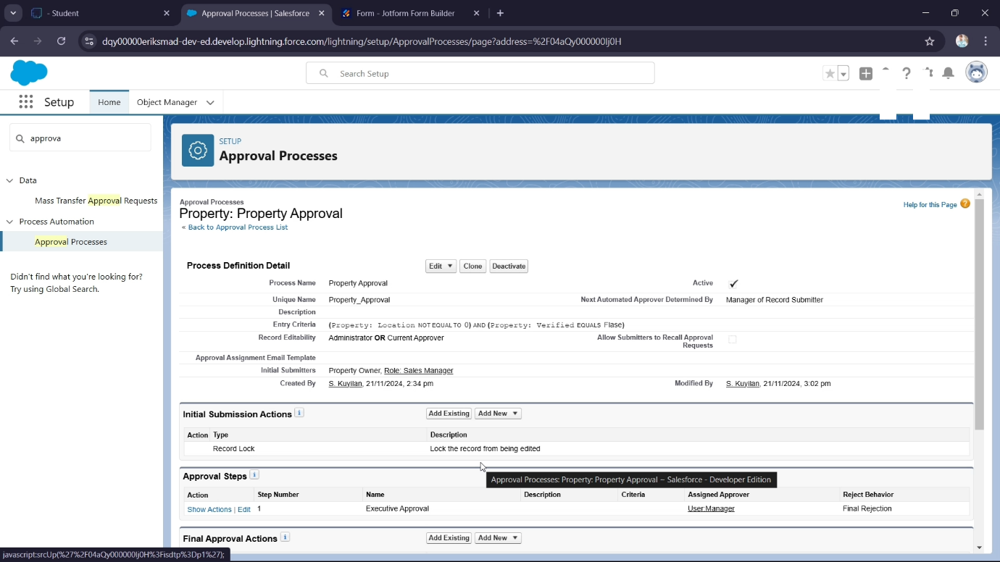 - Student
Approval Processes | Salesforce
Form - Jotform Form Builder
dqy00000eriksmad-dev-ed.develop.lightning.force.com/lightning/setup/ApprovalProcesses/page?address=%2F04aQy000000Ij0H
Search Setup
Setup
Home
Object Manager
approva
SETUP
Approval Processes
Data
Mass Transfer Approval Requests
Process Automation
Approval Processes
Didn't find what you're looking for?
Try using Global Search.
Approval Processes
Property: Property Approval
« Back to Approval Process List
Help for this Page
Process Definition Detail
Edit
Clone
Deactivate
Process Name Property Approval Active
Unique Name Property_Approval Next Automated Approver Determined By Manager of Record Submitter
Description
Entry Criteria (Property: Location NOT EQUAL TO 0) AND (Property: Verified EQUALS Flase)
Record Editability Administrator OR Current Approver Allow Submitters to Recall Approval
Requests
Approval Assignment Email Template
Initial Submitters Property Owner, Role: Sales Manager
Created By S. Kuyilan, 21/11/2024, 2:34 pm Modified By S. Kuyilan, 21/11/2024, 3:02 pm
Initial Submission Actions i Add Existing Add New
Action Type Description
Record Lock Lock the record from being edited
Approval Steps i
Approval Processes: Property: Property Approval ~ Salesforce - Developer Edition
Action Step Number Name Description Criteria Assigned Approver Reject Behavior
Show Actions | Edit 1 Executive Approval User:Manager Final Rejection
Final Approval Actions i Add Existing Add New
javascript:srcUp(%27%2F04aQy000000Ij0H%3Fisdtp%3Dp1%27);